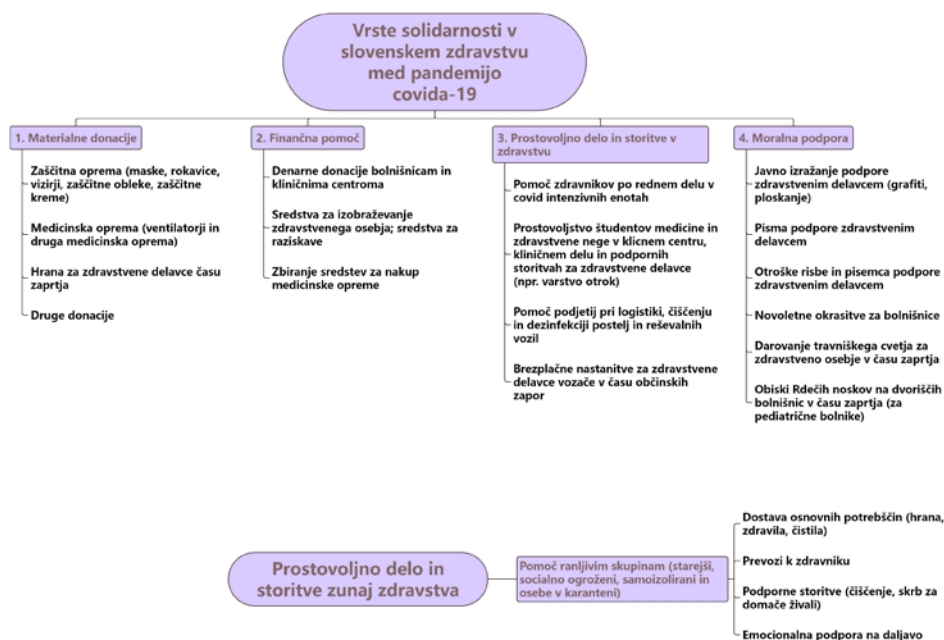 Vrste solidarnosti v
slovenskem zdravstvu
med pandemijo
covida-19
1. Materialne donacije
Zaščitna oprema (maske, rokavice,
vizirji, zaščitne obleke, zaščitne
kreme)
Medicinska oprema (ventilatorji in
druga medicinska oprema)
Hrana za zdravstvene delavce času
zaprtja
Druge donacije
2. Finančna pomoč
Denarne donacije bolnišnicam in
kliničnima centroma
Sredstva za izobraževanje
zdravstvenega osebja; sredstva za
raziskave
Zbiranje sredstev za nakup
medicinske opreme
3. Prostovoljno delo in storitve v
zdravstvu
Pomoč zdravnikov po rednem delu v
covid intenzivnih enotah
Prostovoljstvo študentov medicine in
zdravstvene nege v klicnem centru,
kliničnem delu in podpornih
storitvah za zdravstvene delavce
(npr. varstvo otrok)
Pomoč podjetij pri logistiki, čiščenju
in dezinfekciji postelj in reševalnih
vozil
Brezplačne nastanitve za zdravstvene
delavce vozače v času občinskih
zapor
4. Moralna podpora
Javno izražanje podpore
zdravstvenim delavcem (grafiti,
ploskanje)
Pisma podpore zdravstvenim
delavcem
Otroške risbe in pisemca podpore
zdravstvenim delavcem
Novoletne okrasitve za bolnišnice
Darovanje travniškega cvetja za
zdravstveno osebje v času zaprtja
Obiski Rdečih noskov na dvoriščih
bolnišnic v času zaprtja (za
pediatrične bolnike)
Prostovoljno delo in
storitve zunaj zdravstva
Pomoč ranljivim skupinam (starejši,
socialno ogroženi, samoizolirani in
osebe v karanteni)
Dostava osnovnih potrebščin (hrana,
zdravila, čistila)
Prevozi k zdravniku
Podporne storitve (čiščenje, skrb za
domače živali)
Emocionalna podpora na daljavo